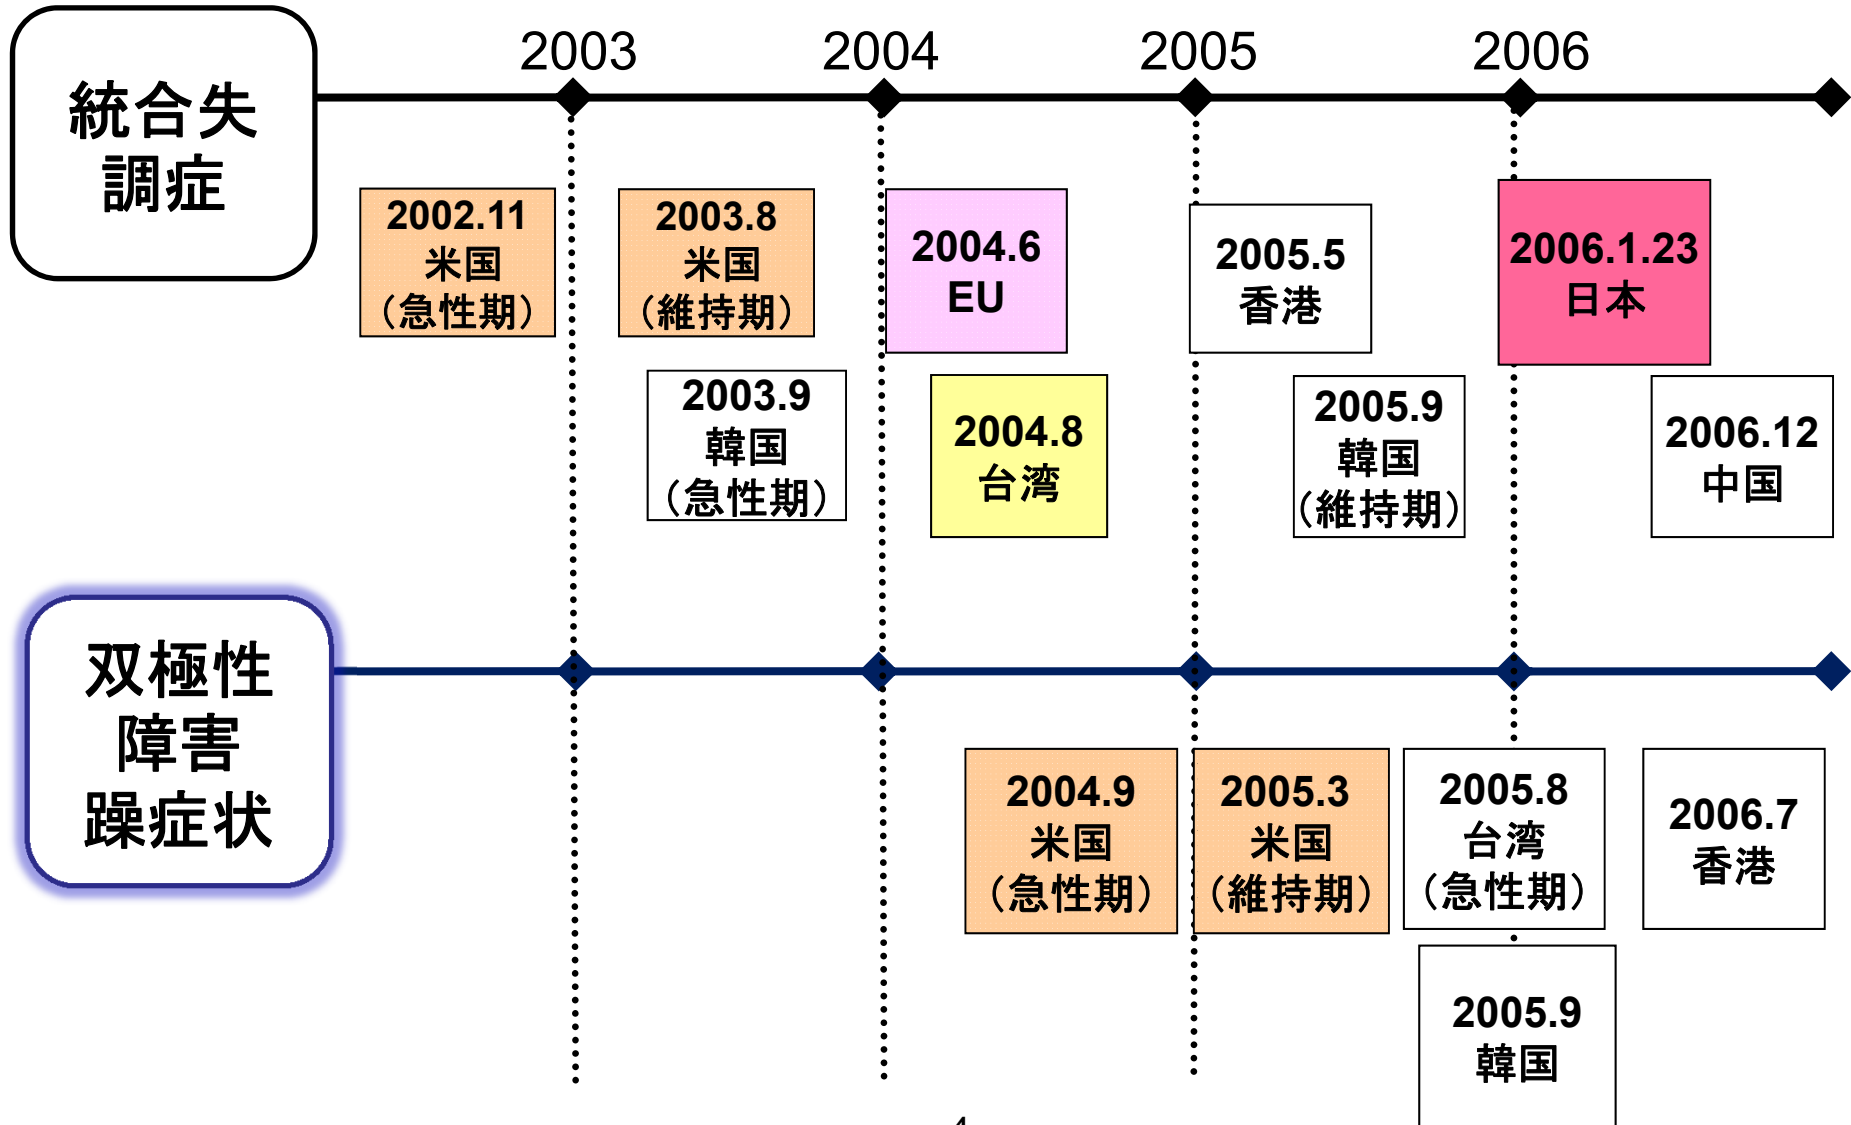 2003
2004
2005
2006
統合失
調症
2002.11
米国
（急性期）
2003.8
米国
（維持期）
2004.6
EU
2005.5
香港
2006.1.23
日本
2003.9
韓国
（急性期）
2004.8
台湾
2005.9
韓国
（維持期）
2006.12
中国
双極性
障害
躁症状
2004.9
米国
（急性期）
2005.3
米国
（維持期）
2005.8
台湾
（急性期）
2006.7
香港
2005.9
韓国